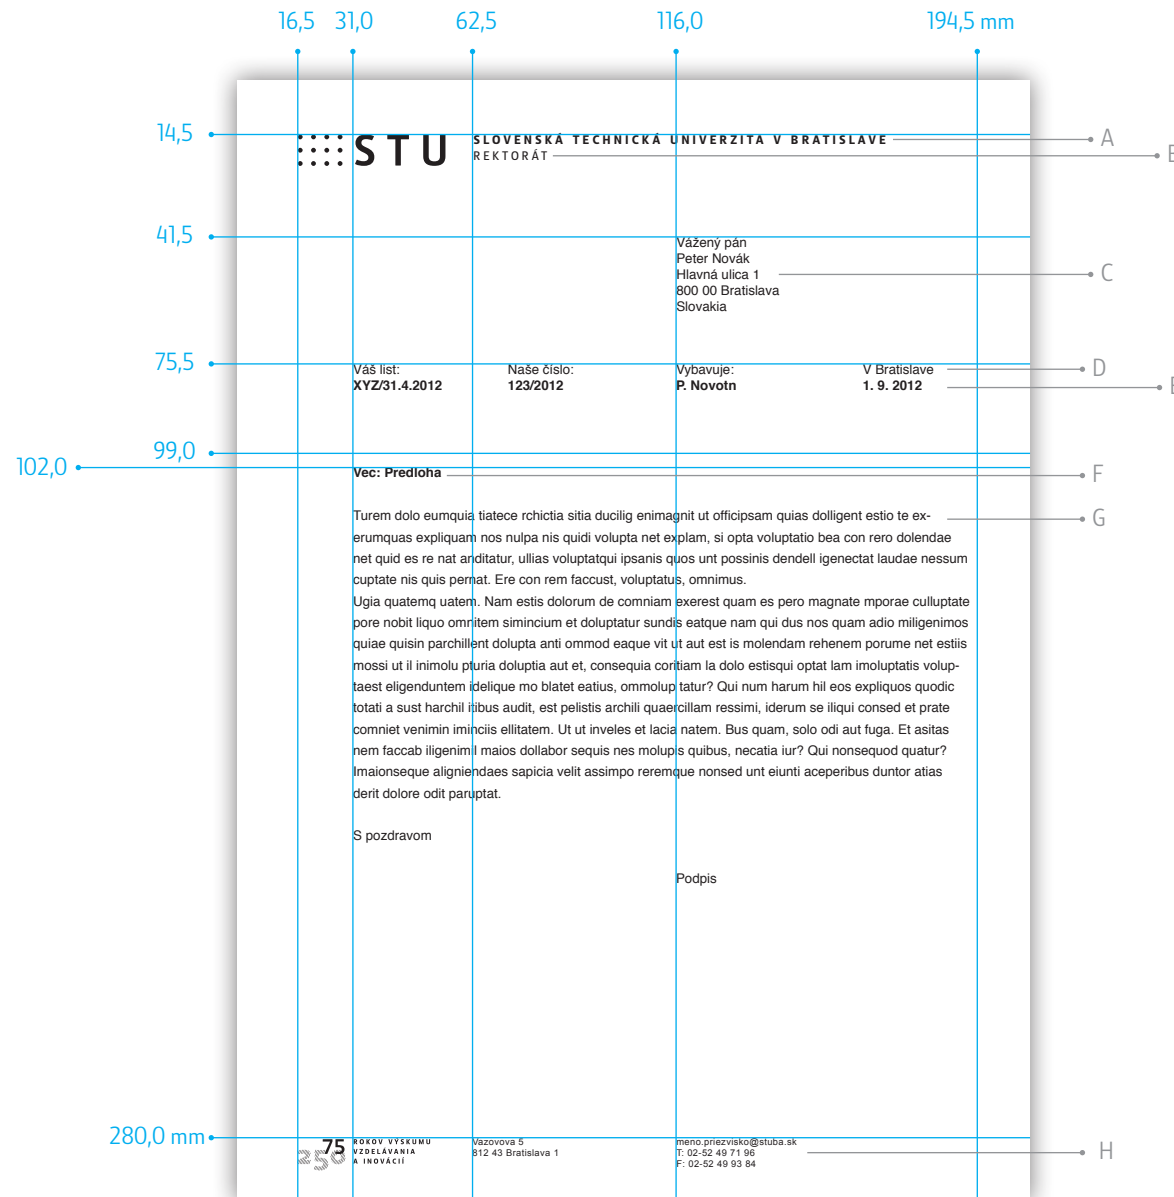 16,5 31,0 62,5 116,0 194,5 mm
14,5
STU
SLOVENSKÁ TECHNICKÁ UNIVERZITA V BRATISLAVE
A
REKTORÁT
41,5
Vážený pán
Peter Novák
Hlavná ulica 1
C
800 00 Bratislava
Slovakia
75,5
Váš list: Naše číslo: Vybavuje: V Bratislave
D
XYZ/31.4.2012 123/2012 P. Novotn 1. 9. 2012
99,0
102,0
Vec: Predloha
F
Turem dolo eumquia tiatece rchictia sitia ducilig enimagnit ut officipsam quias dolligent estio te ex-
G
erumquas expliquam nos nulpa nis quidi volupta net explam, si opta voluptatio bea con rero dolendae
net quid es re nat anditatur, ullias voluptatqui ipsanis quos unt possinis dendell igenectat laudae nessum
cuptate nis quis pernat. Ere con rem faccust, voluptatus, omnimus.
Ugia quatemq uatem. Nam estis dolorum de comniam exerest quam es pero magnate mporae culluptate
pore nobit liquo omnitem simincium et doluptatur sundis eatque nam qui dus nos quam adio miligenimos
quiae quisin parchillent dolupta anti ommod eaque vit ut aut est is molendam rehenem porume net estiis
mossi ut il inimolu pturia doluptia aut et, consequia coritiam la dolo estisqui optat lam imoluptatis volup-
taest eligenduntem idelique mo blatet eatius, ommolup tatur? Qui num harum hil eos expliquos quodic
totati a sust harchil itibus audit, est pelistis archili quaercillam ressimi, iderum se iliqui consed et prate
comniet venimin iminciis ellitatem. Ut ut inveles et lacia natem. Bus quam, solo odi aut fuga. Et asitas
nem faccab iligenimil maios dollabor sequis nes molupis quibus, necatia iur? Qui nonsequod quatur?
Imaionseque aligniendaes sapicia velit assimpo reremque nonsed unt eiunti aceperibus duntor atias
derit dolore odit paruptat.
S pozdravom
Podpis
280,0 mm
75 250
ROKOV VÝSKUMU
VZDELÁVANIA
A INOVÁCIÍ
Vazovova 5
812 43 Bratislava 1
meno.priezvisko@stuba.sk
T: 02-52 49 71 96
F: 02-52 49 93 84
H